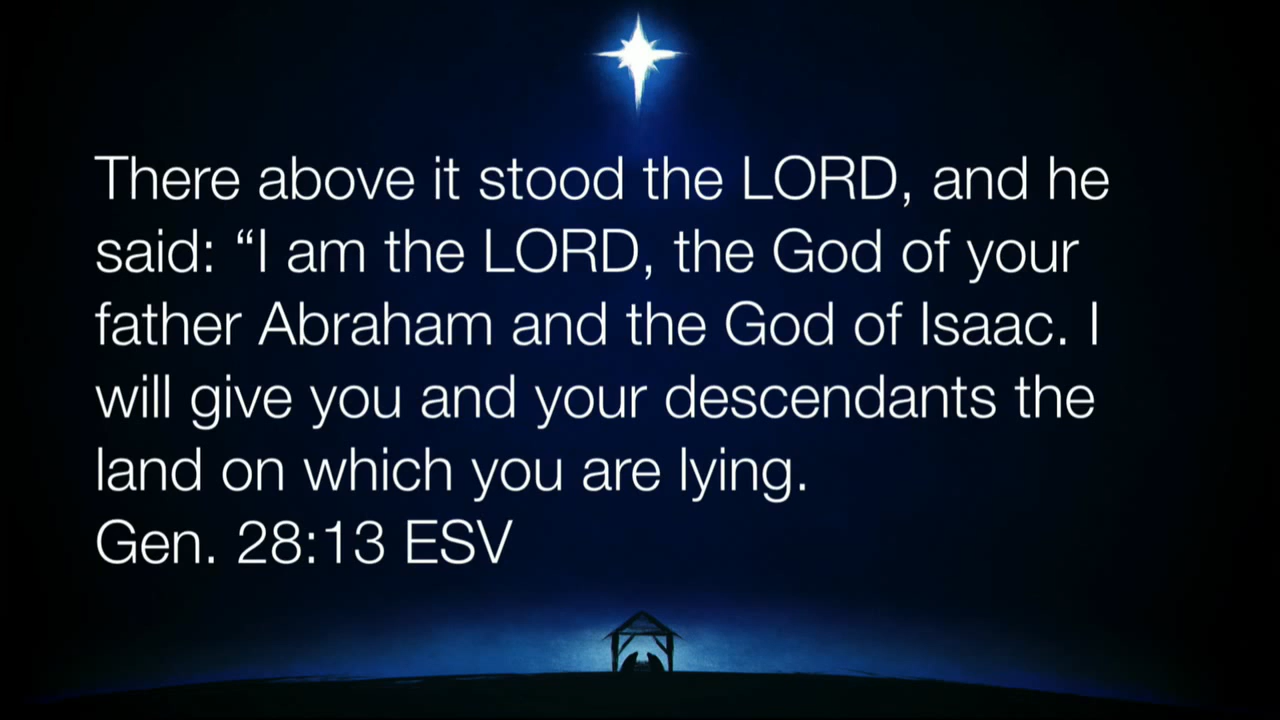 There above it stood the LORD, and he
said: “I am the LORD, the God of your
father Abraham and the God of Isaac. I
will give you and your descendants the
land on which you are lying.
Gen. 28:13 ESV